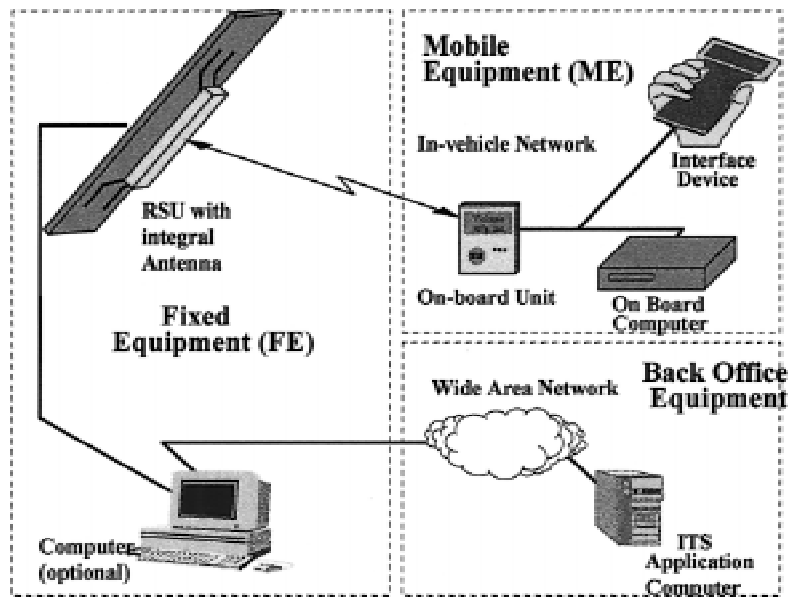 Mobile
Equipment (ME)
In-vehicle Network
Interface
Device
RSU with
integral
Antenna
On-board Unit
On Board
Computer
Fixed
Equipment (FE)
Wide Area Network
Back Office
Equipment
Computer
(optional)
ITS
Application
Computer